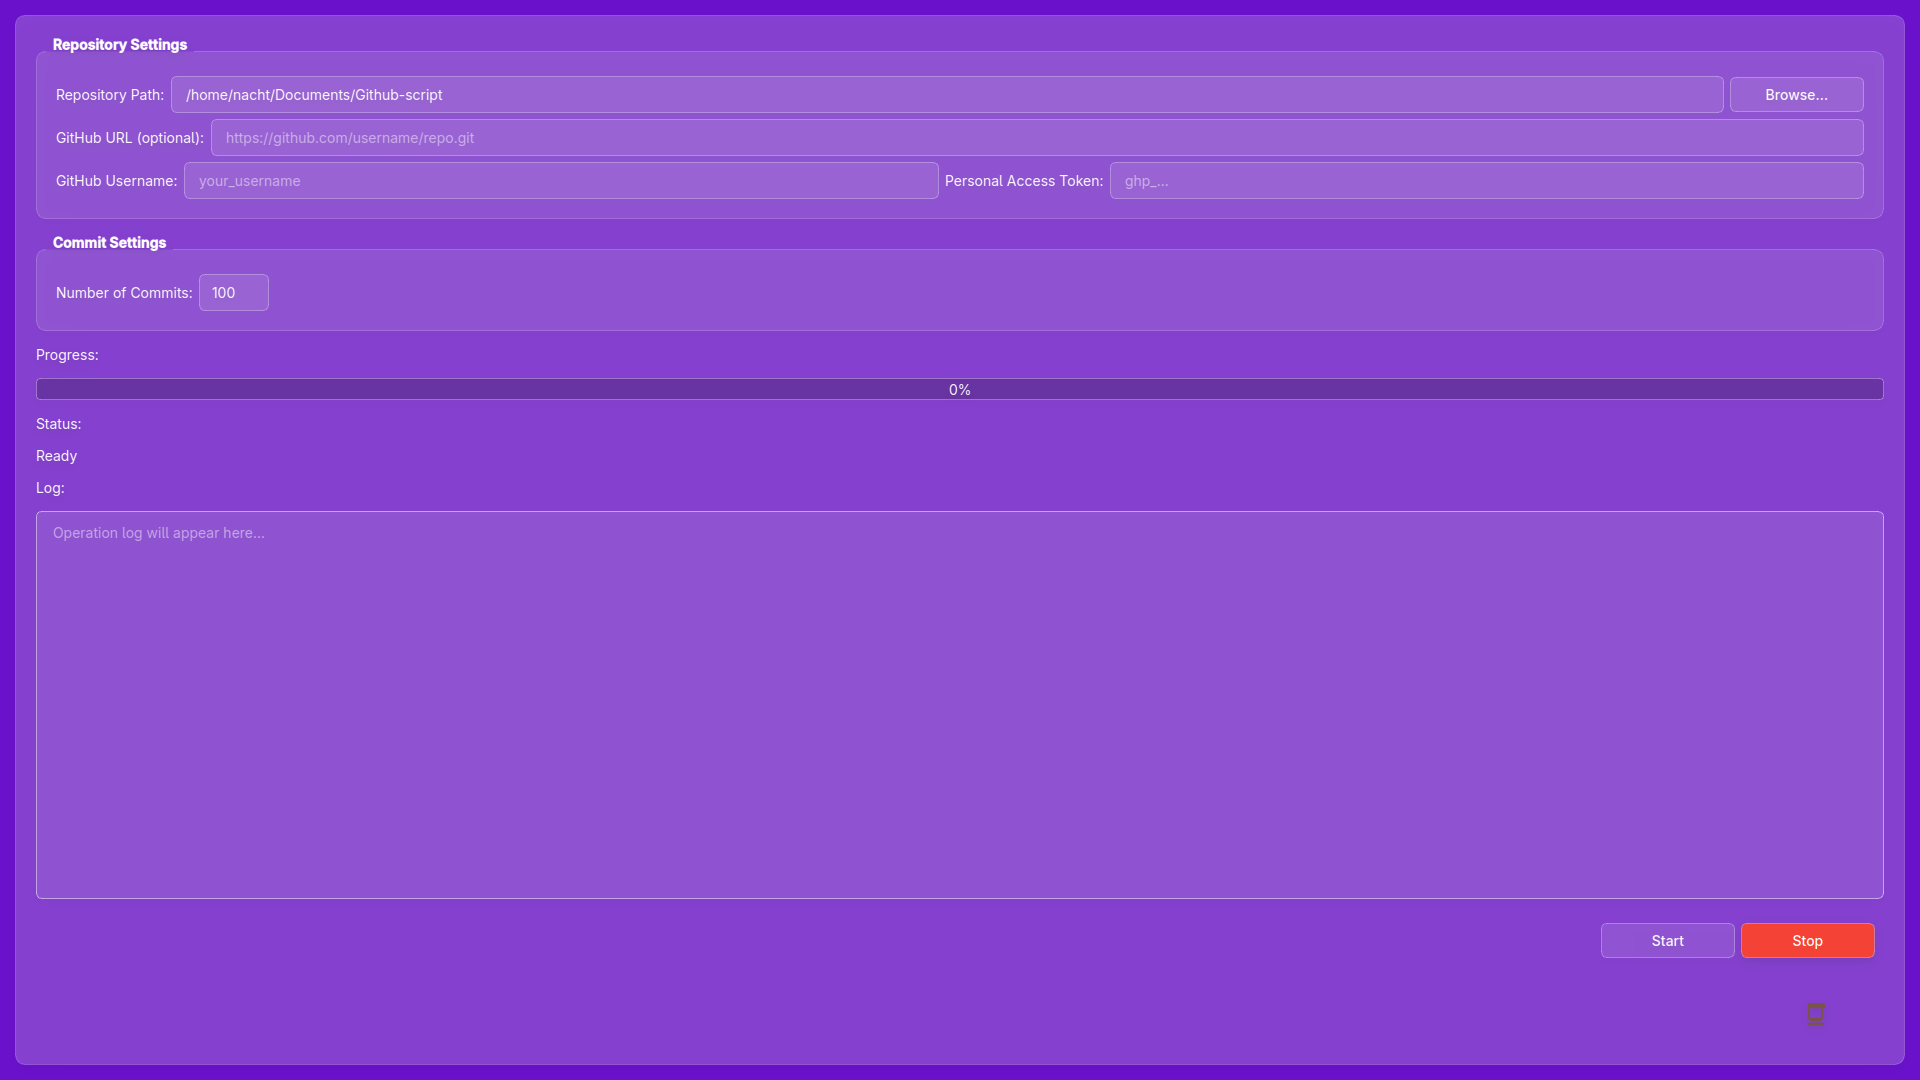 Repository Settings
Repository Path: /home/nacht/Documents/Github-script Browse...
GitHub URL (optional): https://github.com/username/repo.git
GitHub Username: your_username Personal Access Token: ghp_...
Commit Settings
Number of Commits: 100
Progress:
0%
Status:
Ready
Log:
Operation log will appear here...
Start Stop